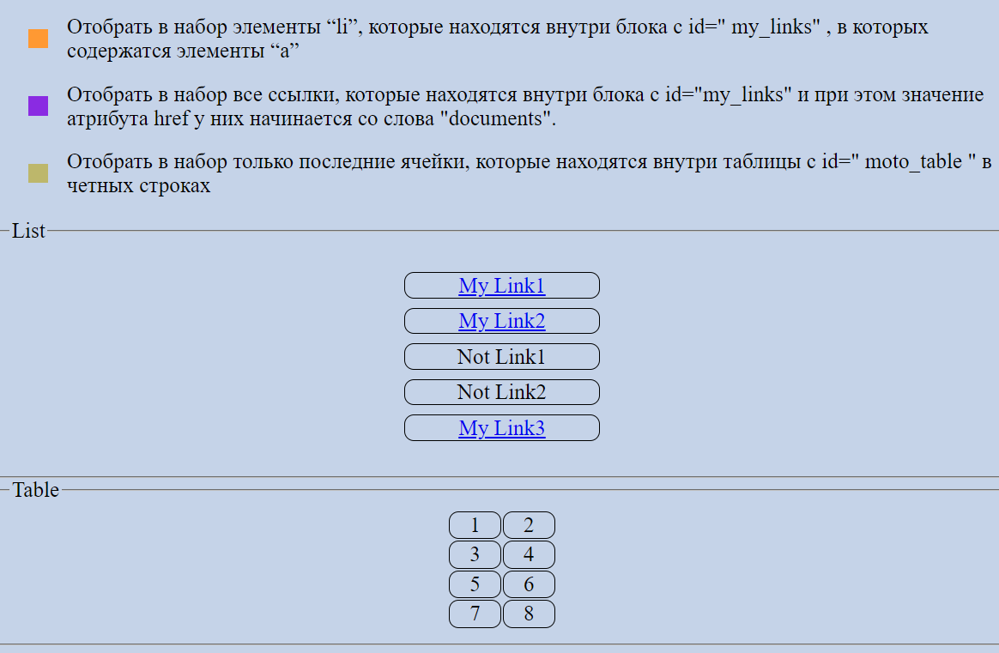 Отобрать в набор элементы “li”, которые находятся внутри блока с id=" my_links" , в которых
содержатся элементы “a”
Отобрать в набор все ссылки, которые находятся внутри блока с id="my_links" и при этом значение
атрибута href у них начинается со слова "documents".
Отобрать в набор только последние ячейки, которые находятся внутри таблицы с id=" moto_table " в
четных строках
List
My Link1
My Link2
Not Link1
Not Link2
My Link3
Table
1 2
3 4
5 6
7 8